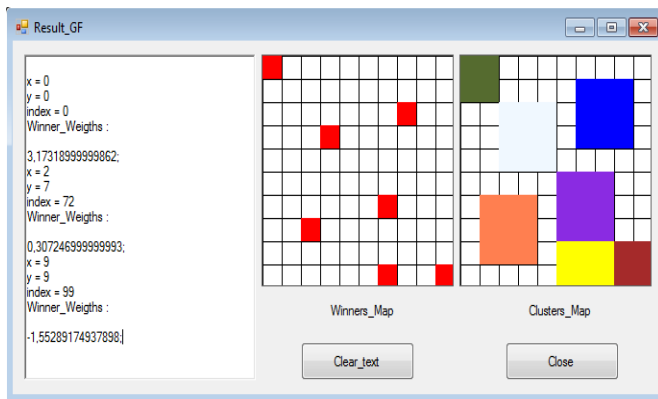 Result_GF
x = 0
y = 0
index = 0
Winner_Weigths :
3,17318999999862;
x = 2
y = 7
index = 72
Winner_Weigths :
0,307246999999993;
x = 9
y = 9
index = 99
Winner_Weigths :
-1,55289174937898;
Winners_Map
Clusters_Map
Clear_text
Close